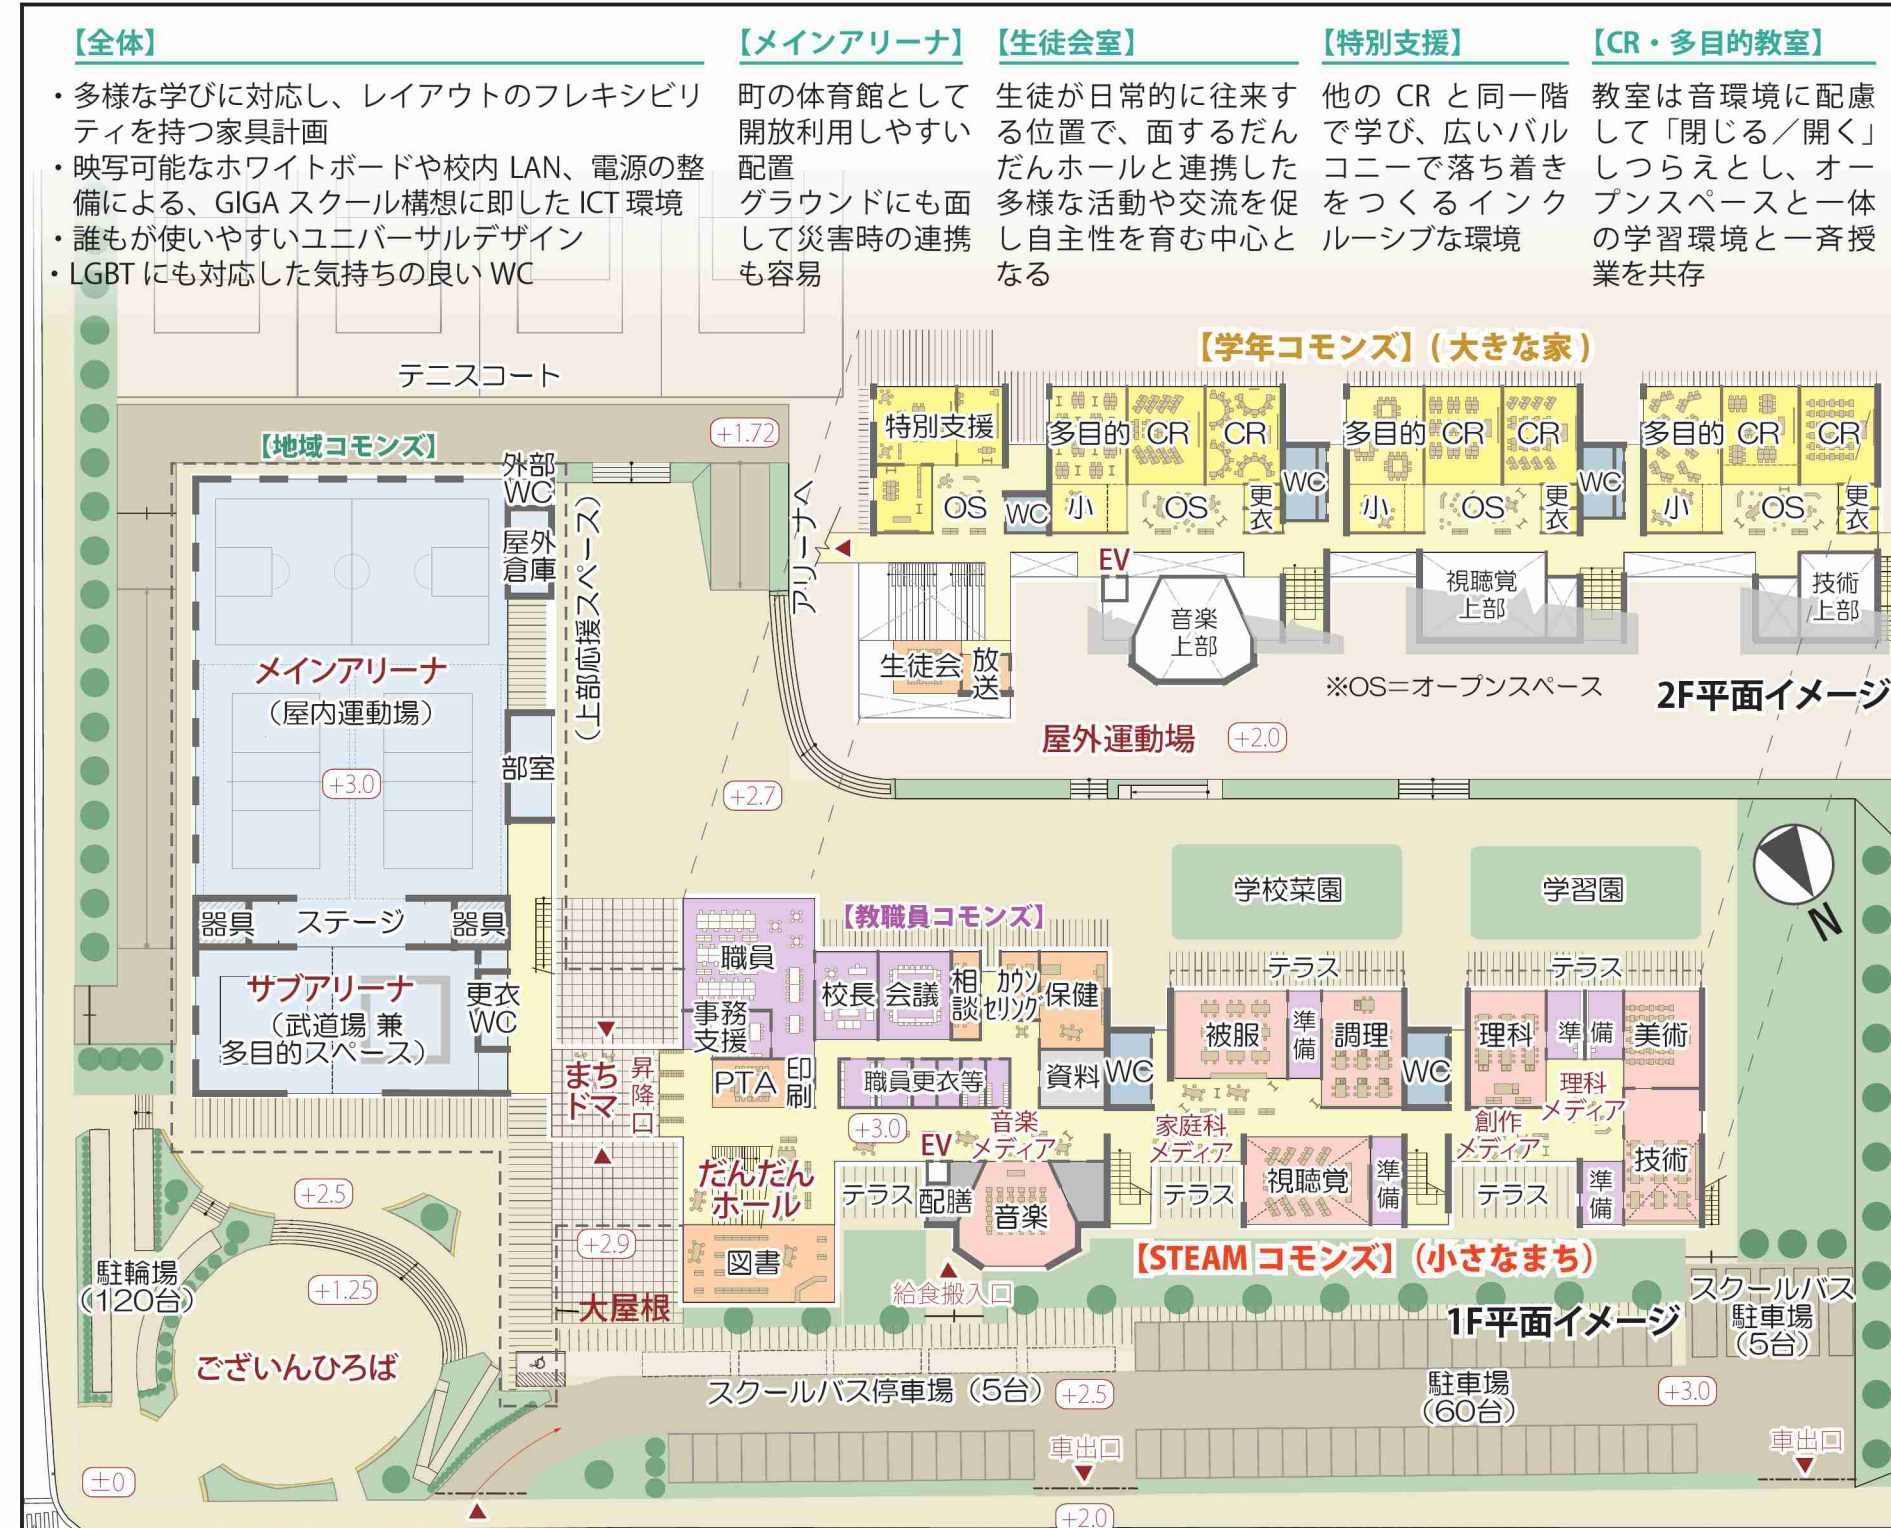 【全体】
・多様な学びに対応し、レイアウトのフレキシビリ
ティを持つ家具計画
・映写可能なホワイトボードや校内 LAN、電源の整
備による、GIGA スクール構想に即した ICT 環境
・誰もが使いやすいユニバーサルデザイン
・LGBT にも対応した気持ちの良い WC
【メインアリーナ】
町の体育館として
開放利用しやすい
配置
グラウンドにも面
して災害時の連携
も容易
【生徒会室】
生徒が日常的に往来す
る位置で、面するだん
だんホールと連携した
多様な活動や交流を促
し自主性を育む中心と
なる
【特別支援】
他の CR と同一階
で学び、広いバル
コニーで落ち着き
をつくるインク
ルーシブな環境
【CR・多目的教室】
教室は音環境に配慮
して「閉じる／開く」
しつらえとし、オー
プンスペースと一体
の学習環境と一斉授
業を共存
【学年コモンズ】(大きな家)
テニスコート
+1.72
【地域コモンズ】
外部
WC
屋外
倉庫
（上部応援スペース）
アリーナへ
特別支援
OS
WC
多目的
CR
CR
小
OS
更
衣
WC
多目的
CR
CR
小
OS
更
衣
WC
多目的
CR
CR
小
OS
更
衣
EV
音楽
上部
視聴覚
上部
技術
上部
生徒会
放
送
※OS＝オープンスペース
2F平面イメージ
メインアリーナ
（屋内運動場）
+3.0
部室
屋外運動場
+2.0
+2.7
学校菜園
学習園
N
器具
ステージ
器具
サブアリーナ
（武道場 兼
多目的スペース）
更衣
WC
【教職員コモンズ】
職員
事務
支援
校長
会議
相
談
カウン
セリング
保健
PTA
印
刷
職員更衣等
資料
WC
テラス
被服
準
備
調理
WC
テラス
理科
準
備
美術
まち
ドマ
昇
降
口
+3.0
EV
音楽
メディア
家庭科
メディア
創作
メディア
理科
メディア
だんだん
ホール
テラス
配膳
音楽
テラス
視聴覚
準
備
テラス
準
備
技術
+2.5
+2.9
図書
【STEAM コモンズ】（小さなまち）
駐輪場
（120台）
+1.25
大屋根
給食搬入口
1F平面イメージ
スクールバス
駐車場
（5台）
ございんひろば
スクールバス停車場（5台）
+2.5
駐車場
（60台）
+3.0
車出口
車出口
±0
+2.0